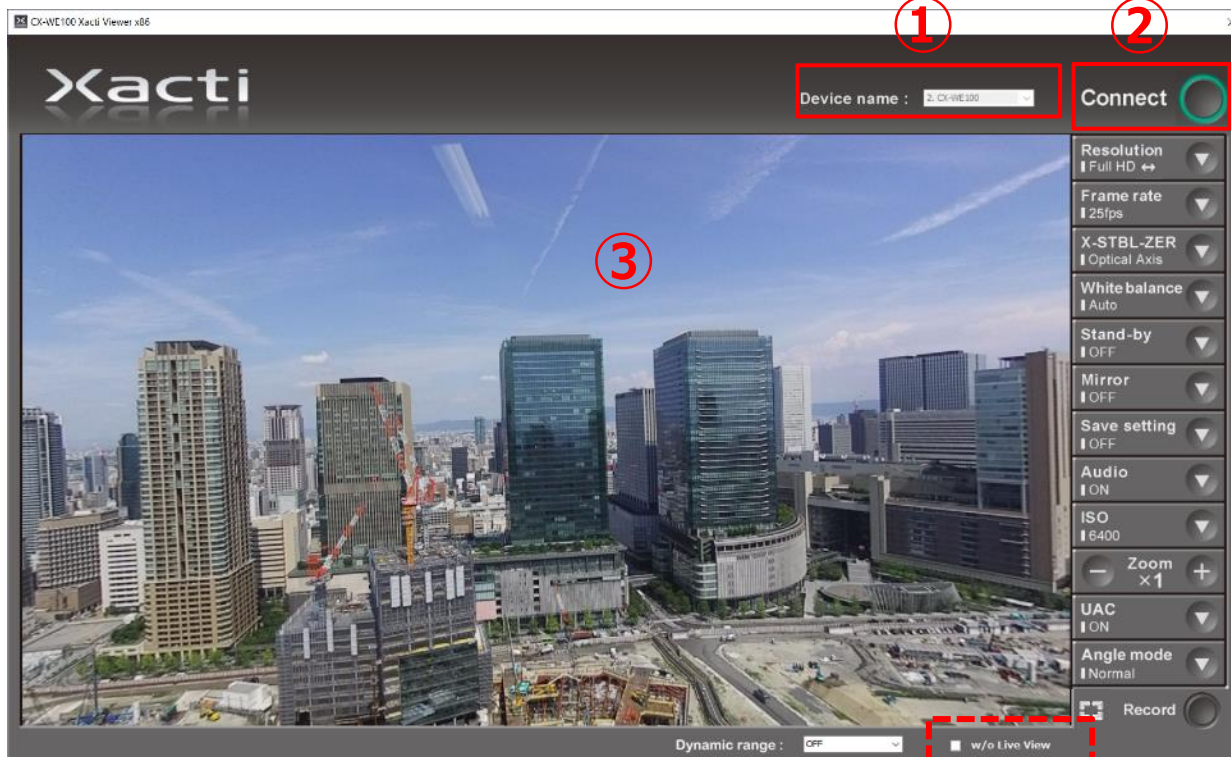 CX-WE100 Xacti Viewer x86
①
②
Xacti
Device name :
2. CX-WE100
Connect
Resolution
Full HD ↔
Frame rate
25fps
③
X-STBL-ZER
Optical Axis
White balance
Auto
Stand-by
OFF
Mirror
OFF
Save setting
OFF
Audio
ON
ISO
6400
− Zoom +
×1
UAC
ON
Angle mode
Normal
Record
Dynamic range :
OFF
w/o Live View